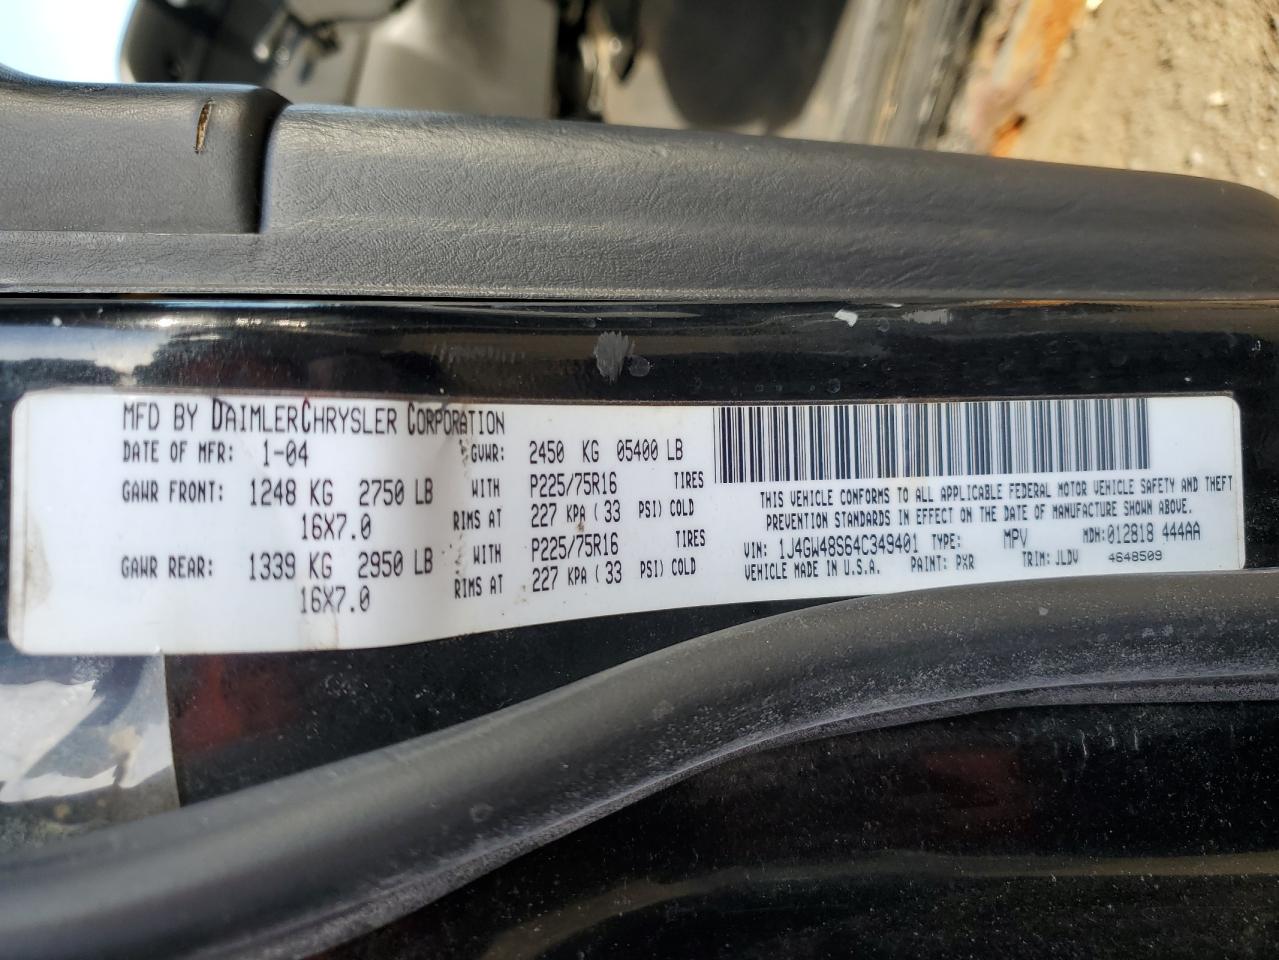 MFD BY DAIMLERCHRYSLER CORPORATION
DATE OF MFR: 1-04 GVWR: 2450 KG 05400 LB
GAWR FRONT: 1248 KG 2750 LB WITH P225/75R16 TIRES
16X7.0 RIMS AT 227 KPA ( 33 PSI) COLD
GAWR REAR: 1339 KG 2950 LB WITH P225/75R16 TIRES
16X7.0 RIMS AT 227 KPA ( 33 PSI) COLD
THIS VEHICLE CONFORMS TO ALL APPLICABLE FEDERAL MOTOR VEHICLE SAFETY AND THEFT
PREVENTION STANDARDS IN EFFECT ON THE DATE OF MANUFACTURE SHOWN ABOVE.
VIN: 1J4GW48S64C349401 TYPE: MPV MDH: 012818 444AA
VEHICLE MADE IN U.S.A. PAINT: PXR TRIM: JLDV 4648509